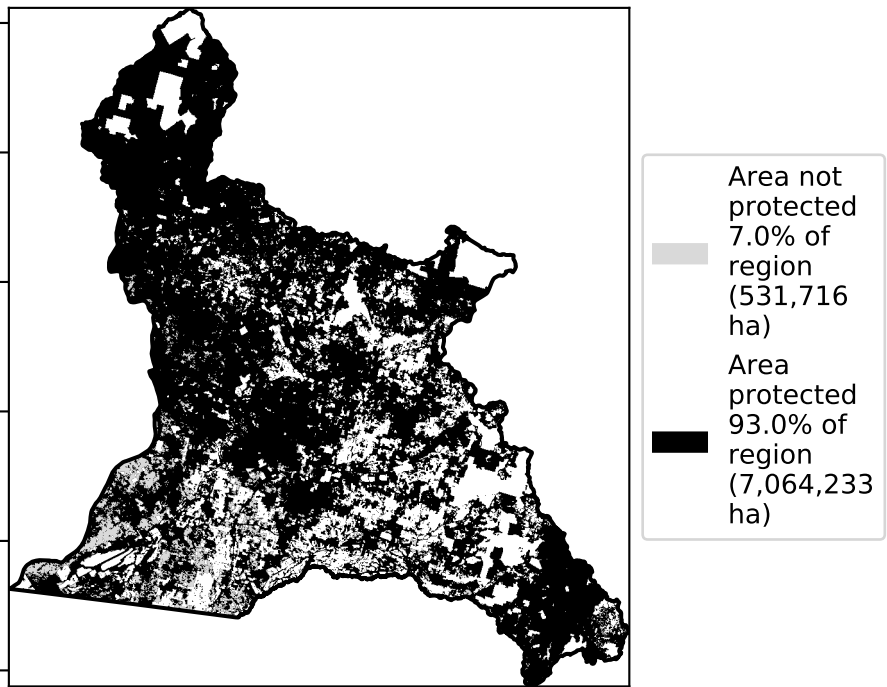 Area not
protected
7.0% of
region
(531,716
ha)
Area
protected
93.0% of
region
(7,064,233
ha)